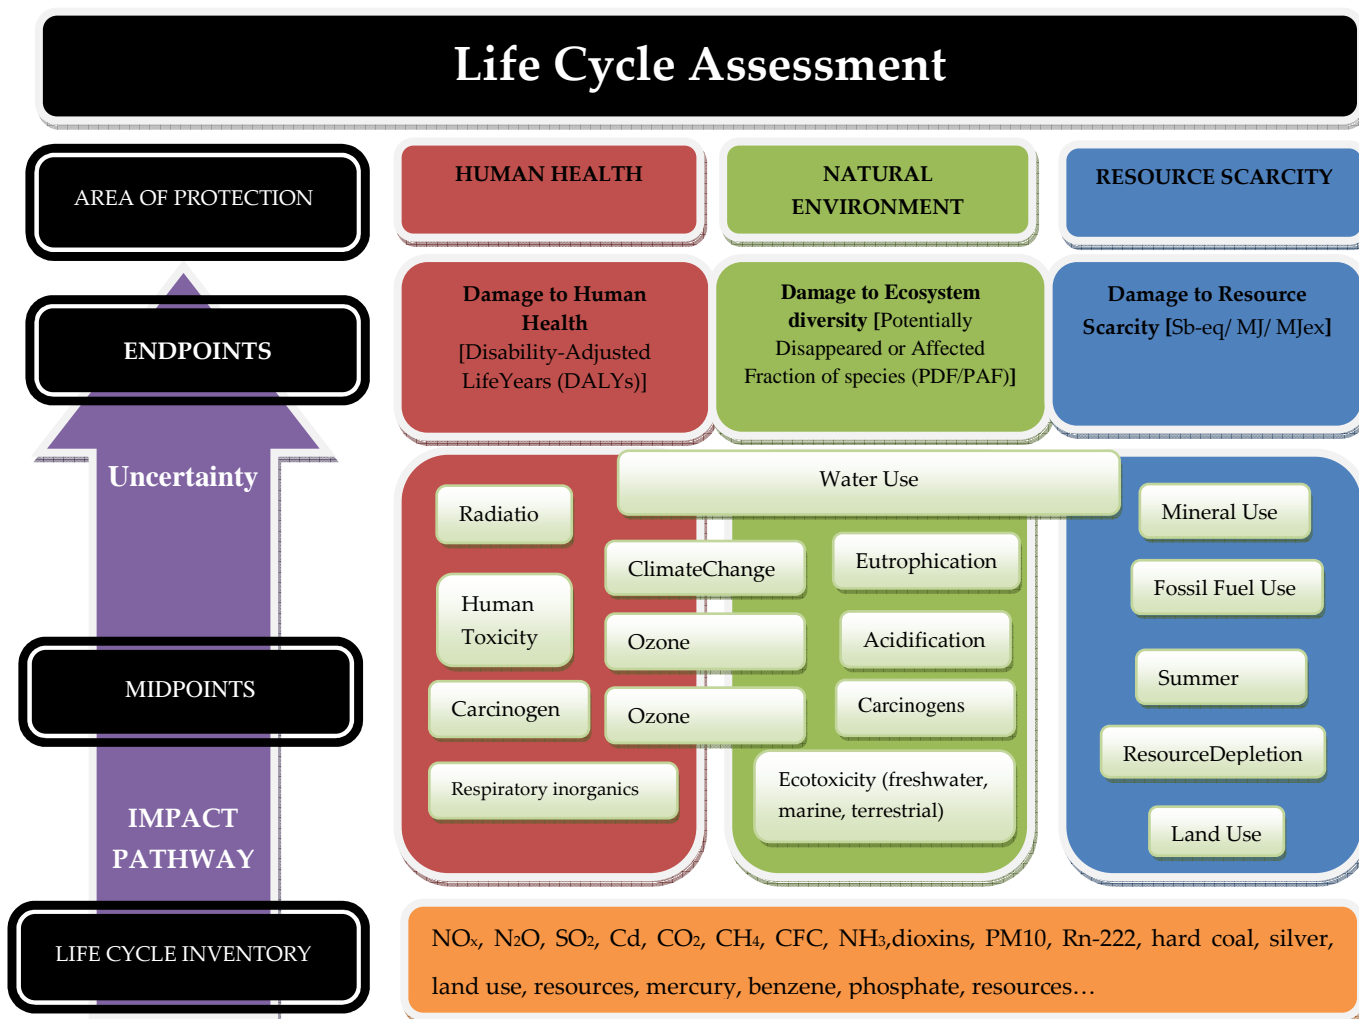 Life Cycle Assessment
AREA OF PROTECTION
HUMAN HEALTH
NATURAL
ENVIRONMENT
RESOURCE SCARCITY
ENDPOINTS
Damage to Human
Health
[Disability-Adjusted
LifeYears (DALYs)]
Damage to Ecosystem
diversity [Potentially
Disappeared or Affected
Fraction of species (PDF/PAF)]
Damage to Resource
Scarcity [Sb-eq/ MJ/ MJex]
Uncertainty
MIDPOINTS
IMPACT
PATHWAY
Water Use
Radiatio
Human
Toxicity
Carcinogen
Respiratory inorganics
ClimateChange
Ozone
Ozone
Eutrophication
Acidification
Carcinogens
Ecotoxicity (freshwater,
marine, terrestrial)
Mineral Use
Fossil Fuel Use
Summer
ResourceDepletion
Land Use
LIFE CYCLE INVENTORY
NOx, N2O, SO2, Cd, CO2, CH4, CFC, NH3,dioxins, PM10, Rn-222, hard coal, silver,
land use, resources, mercury, benzene, phosphate, resources…